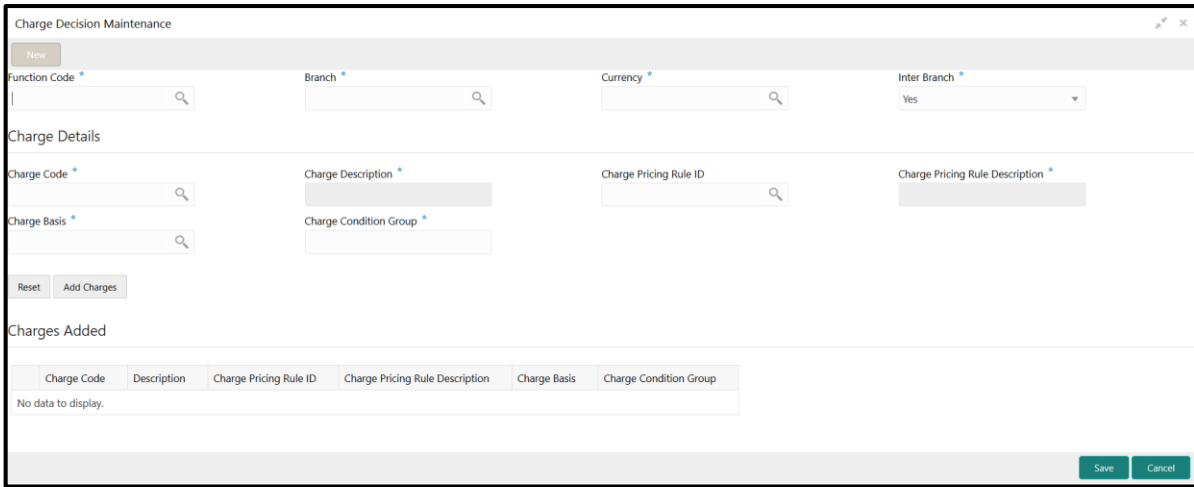 Charge Decision Maintenance
New
Function Code * Branch * Currency * Inter Branch *
Yes
Charge Details
Charge Code * Charge Description * Charge Pricing Rule ID Charge Pricing Rule Description *
Charge Basis * Charge Condition Group *
Reset Add Charges
Charges Added
Charge Code Description Charge Pricing Rule ID Charge Pricing Rule Description Charge Basis Charge Condition Group
No data to display.
Save Cancel